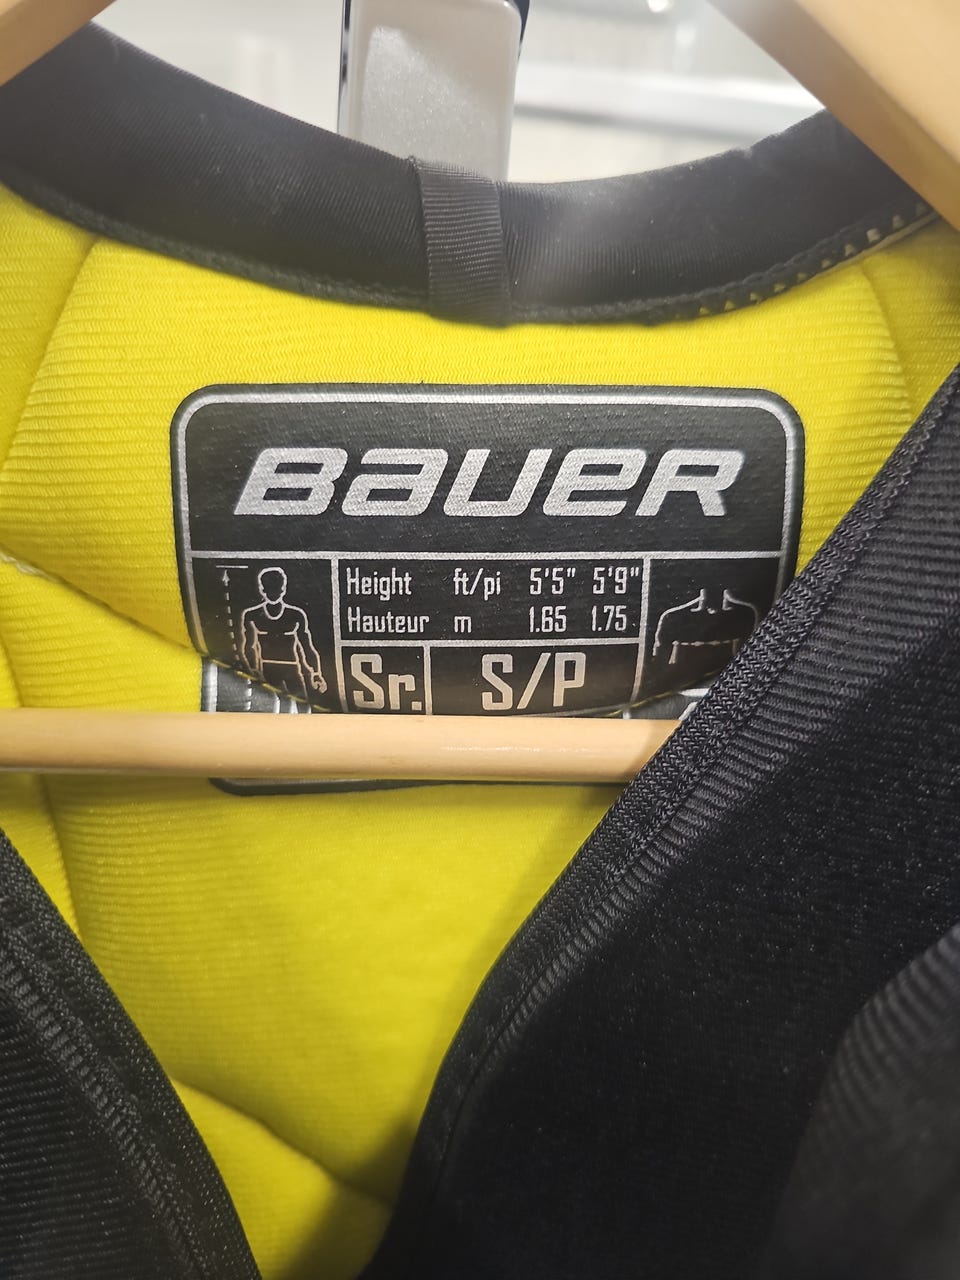 BAUER
Height ft/pi 5'5" 5'9"
Hauteur m 1.65 1.75
Sr. S/P